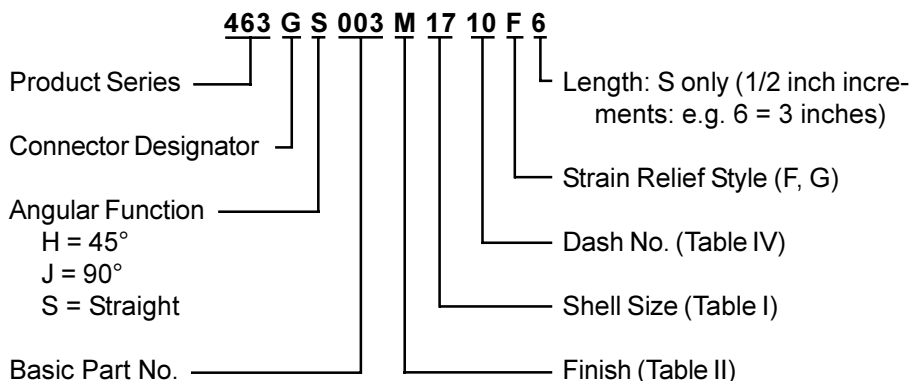 463 G S 003 M 17 10 F 6
Product Series
Connector Designator
Angular Function
H = 45°
J = 90°
S = Straight
Basic Part No.
Length: S only (1/2 inch incre-
ments: e.g. 6 = 3 inches)
Strain Relief Style (F, G)
Dash No. (Table IV)
Shell Size (Table I)
Finish (Table II)